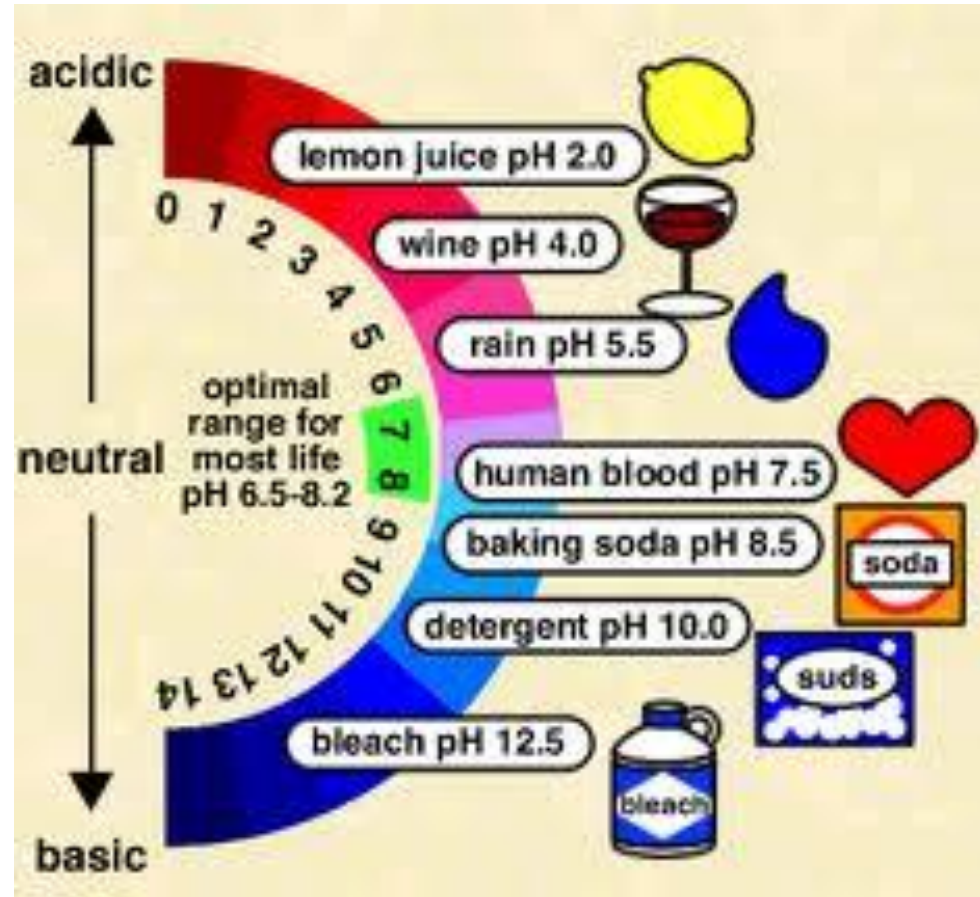 acidic
lemon juice pH 2.0
0 1 2 3 4 5 6 7 8 9 10 11 12 13 14
wine pH 4.0
rain pH 5.5
optimal
range for
most life
pH 6.5-8.2
neutral
human blood pH 7.5
baking soda pH 8.5
soda
detergent pH 10.0
suds
bleach pH 12.5
bleach
basic